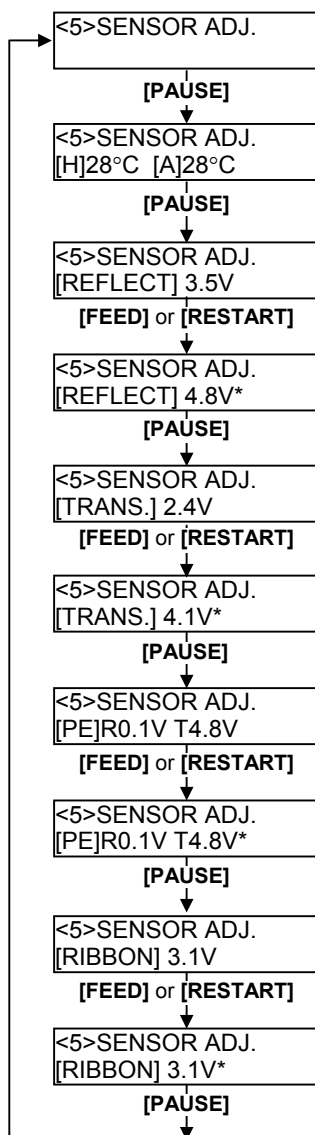 <5>SENSOR ADJ.
[PAUSE]
<5>SENSOR ADJ.
[H]28°C [A]28°C
[PAUSE]
<5>SENSOR ADJ.
[REFLECT] 3.5V
[FEED] or [RESTART]
<5>SENSOR ADJ.
[REFLECT] 4.8V*
[PAUSE]
<5>SENSOR ADJ.
[TRANS.] 2.4V
[FEED] or [RESTART]
<5>SENSOR ADJ.
[TRANS.] 4.1V*
[PAUSE]
<5>SENSOR ADJ.
[PE]R0.1V T4.8V
[FEED] or [RESTART]
<5>SENSOR ADJ.
[PE]R0.1V T4.8V*
[PAUSE]
<5>SENSOR ADJ.
[RIBBON] 3.1V
[FEED] or [RESTART]
<5>SENSOR ADJ.
[RIBBON] 3.1V*
[PAUSE]